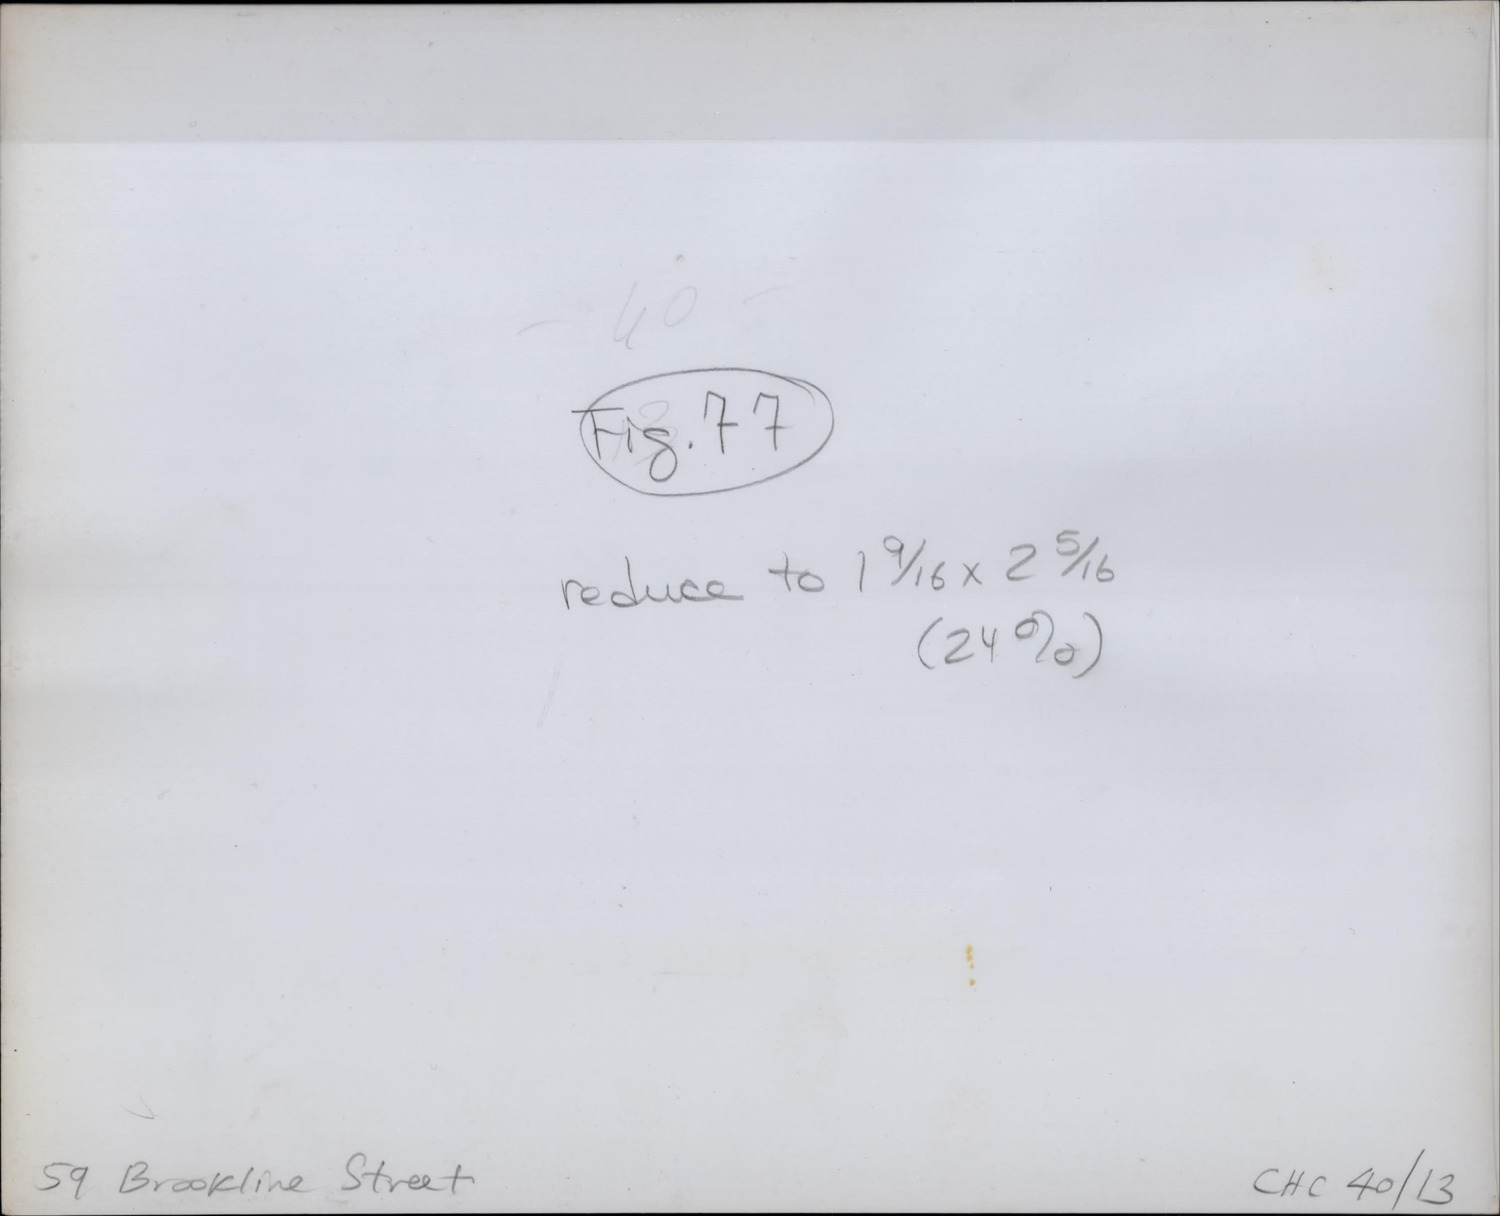 - 40 -
Fig. 77
reduce to 1 9/16 x 2 5/16
(24%)
59 Brookline Street
CHC 40/13